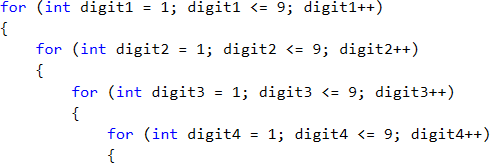 for (int digit1 = 1; digit1 <= 9; digit1++)
{
for (int digit2 = 1; digit2 <= 9; digit2++)
{
for (int digit3 = 1; digit3 <= 9; digit3++)
{
for (int digit4 = 1; digit4 <= 9; digit4++)
{